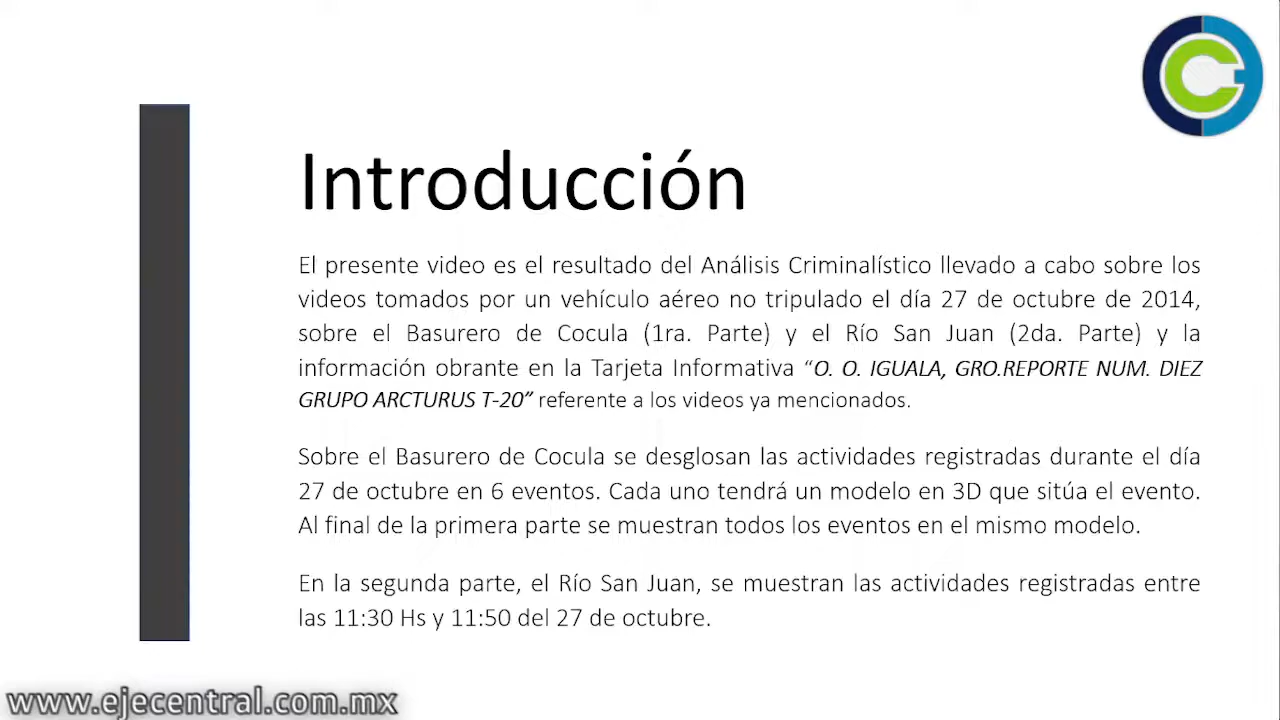 Introducción
El presente video es el resultado del Análisis Criminalístico llevado a cabo sobre los
videos tomados por un vehículo aéreo no tripulado el día 27 de octubre de 2014,
sobre el Basurero de Cocula (1ra. Parte) y el Río San Juan (2da. Parte) y la
información obrante en la Tarjeta Informativa “O. O. IGUALA, GRO.REPORTE NUM. DIEZ
GRUPO ARCTURUS T-20” referente a los videos ya mencionados.
Sobre el Basurero de Cocula se desglosan las actividades registradas durante el día
27 de octubre en 6 eventos. Cada uno tendrá un modelo en 3D que sitúa el evento.
Al final de la primera parte se muestran todos los eventos en el mismo modelo.
En la segunda parte, el Río San Juan, se muestran las actividades registradas entre
las 11:30 Hs y 11:50 del 27 de octubre.
www.ejecentral.com.mx